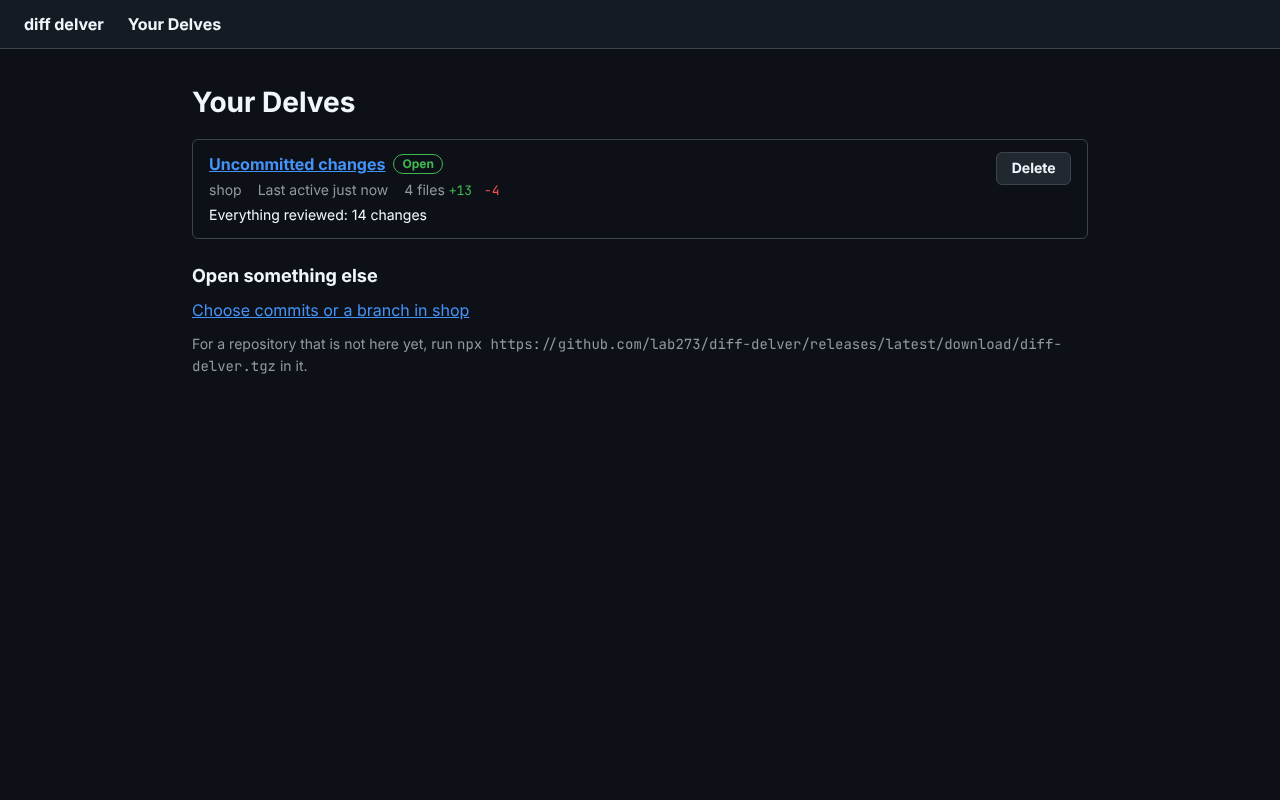 diff delver Your Delves
Your Delves
Uncommitted changes Open
Delete
shop Last active just now 4 files +13 -4
Everything reviewed: 14 changes
Open something else
Choose commits or a branch in shop
For a repository that is not here yet, run npx https://github.com/lab273/diff-delver/releases/latest/download/diff-
delver.tgz in it.